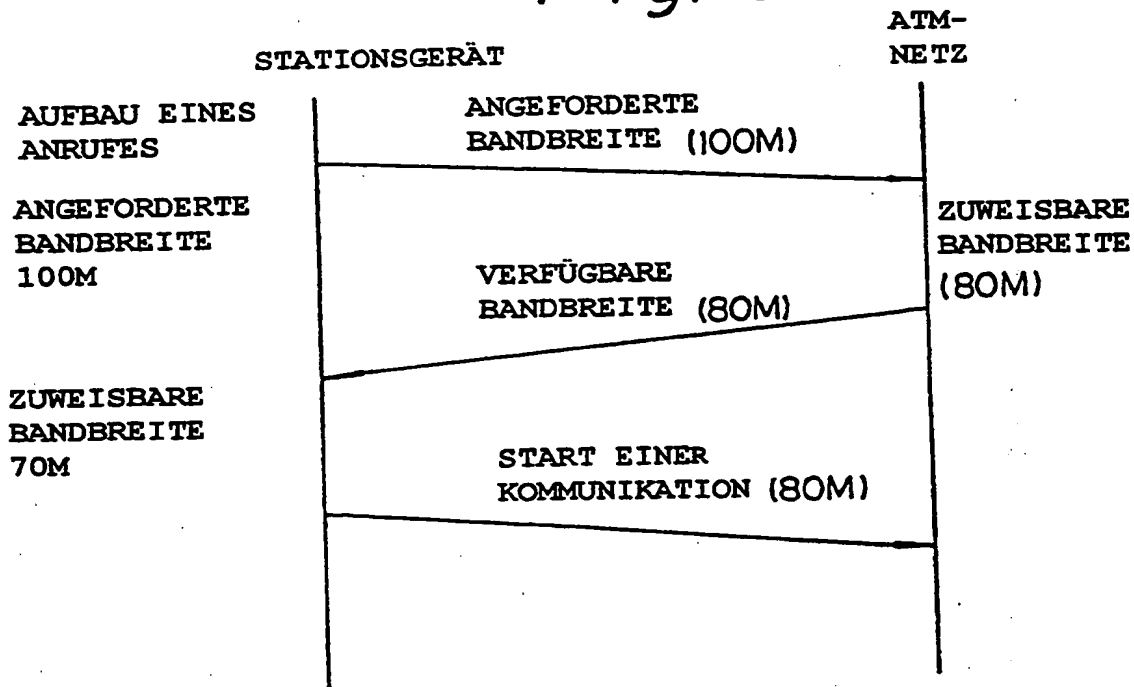 ATM-
STATIONSGERÄT
NETZ
AUFBAU EINES
ANRUFES
ANGEFORDERTE
BANDBREITE (100M)
ANGEFORDERTE
BANDBREITE
100M
ZUWEISBARE
BANDBREITE
(80M)
VERFÜGBARE
BANDBREITE (80M)
ZUWEISBARE
BANDBREITE
70M
START EINER
KOMMUNIKATION (80M)